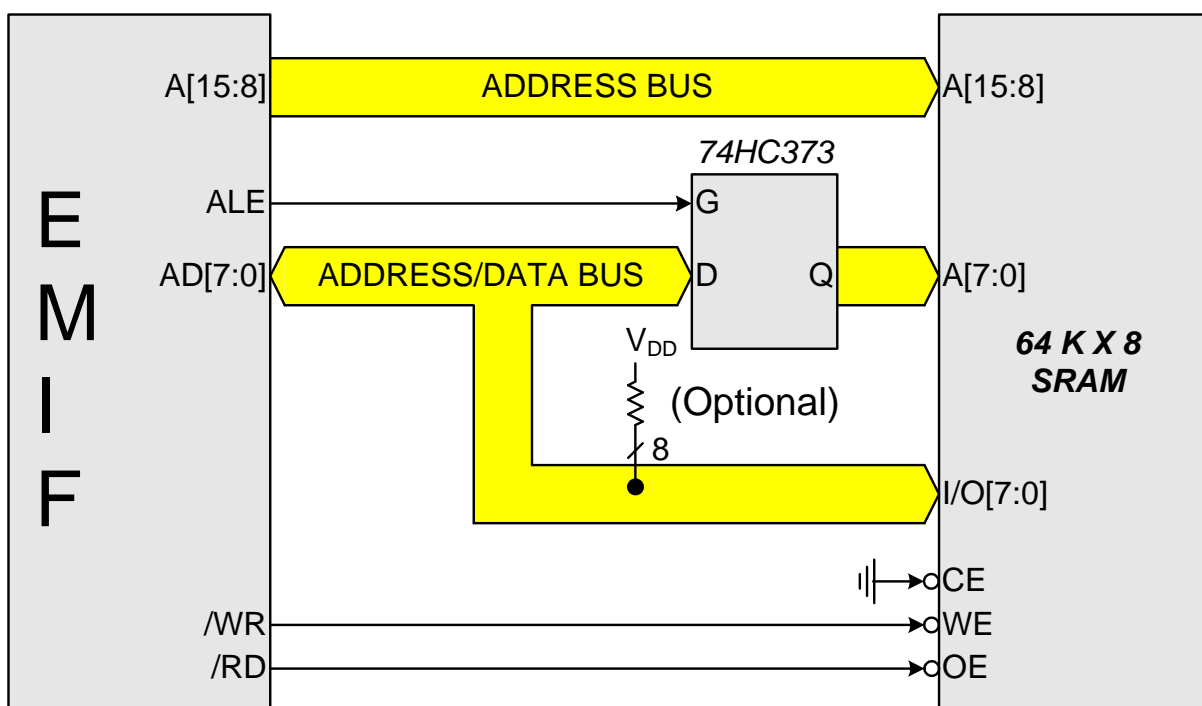 A[15:8] ADDRESS BUS A[15:8]
74HC373
ALE G
AD[7:0] ADDRESS/DATA BUS D Q A[7:0]
EMIF
VDD
64 K X 8
SRAM
(Optional)
8
I/O[7:0]
CE
/WR WE
/RD OE